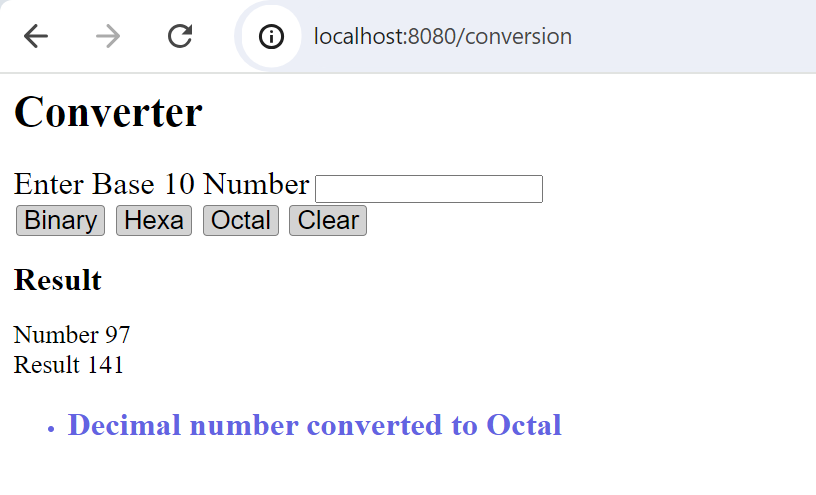 localhost:8080/conversion
Converter
Enter Base 10 Number
Binary Hexa Octal Clear
Result
Number 97
Result 141
Decimal number converted to Octal